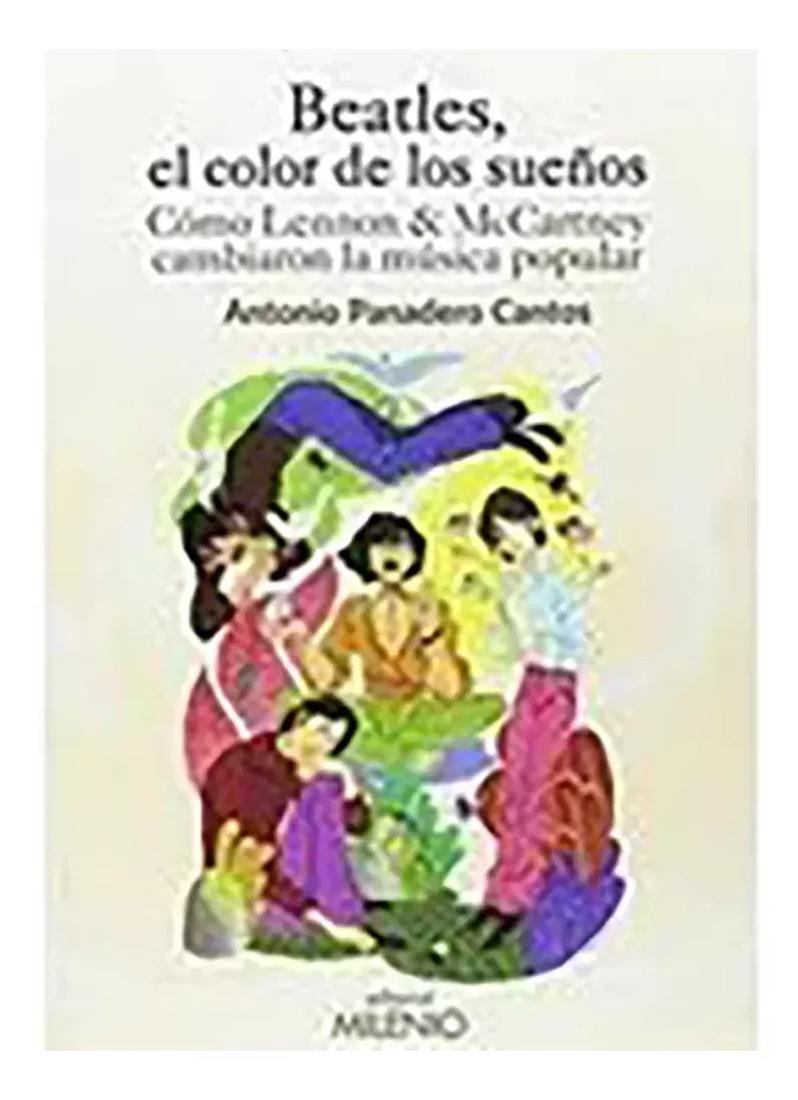 Beatles,
el color de los sueños
Cómo Lennon & McCartney
cambiaron la música popular
Antonio Panadero Cantos
editorial
MILENIO